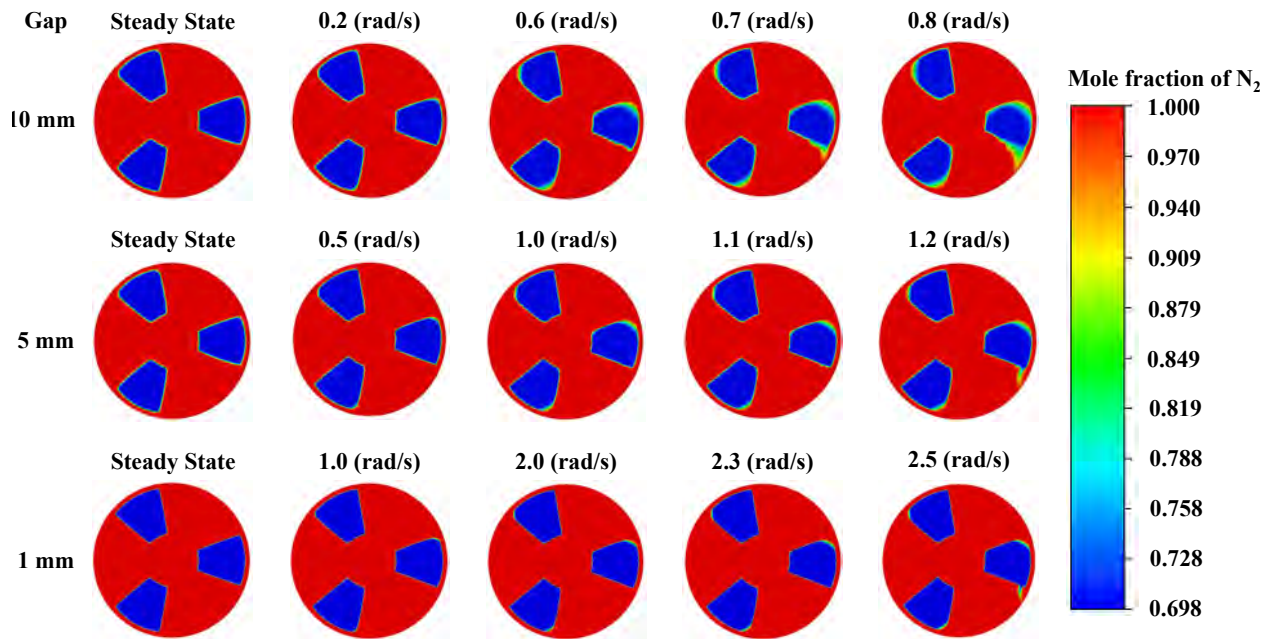 Gap Steady State 0.2 (rad/s) 0.6 (rad/s) 0.7 (rad/s) 0.8 (rad/s)
10 mm
Steady State 0.5 (rad/s) 1.0 (rad/s) 1.1 (rad/s) 1.2 (rad/s)
5 mm
Steady State 1.0 (rad/s) 2.0 (rad/s) 2.3 (rad/s) 2.5 (rad/s)
1 mm
Mole fraction of N₂
1.000
0.970
0.940
0.909
0.879
0.849
0.819
0.788
0.758
0.728
0.698